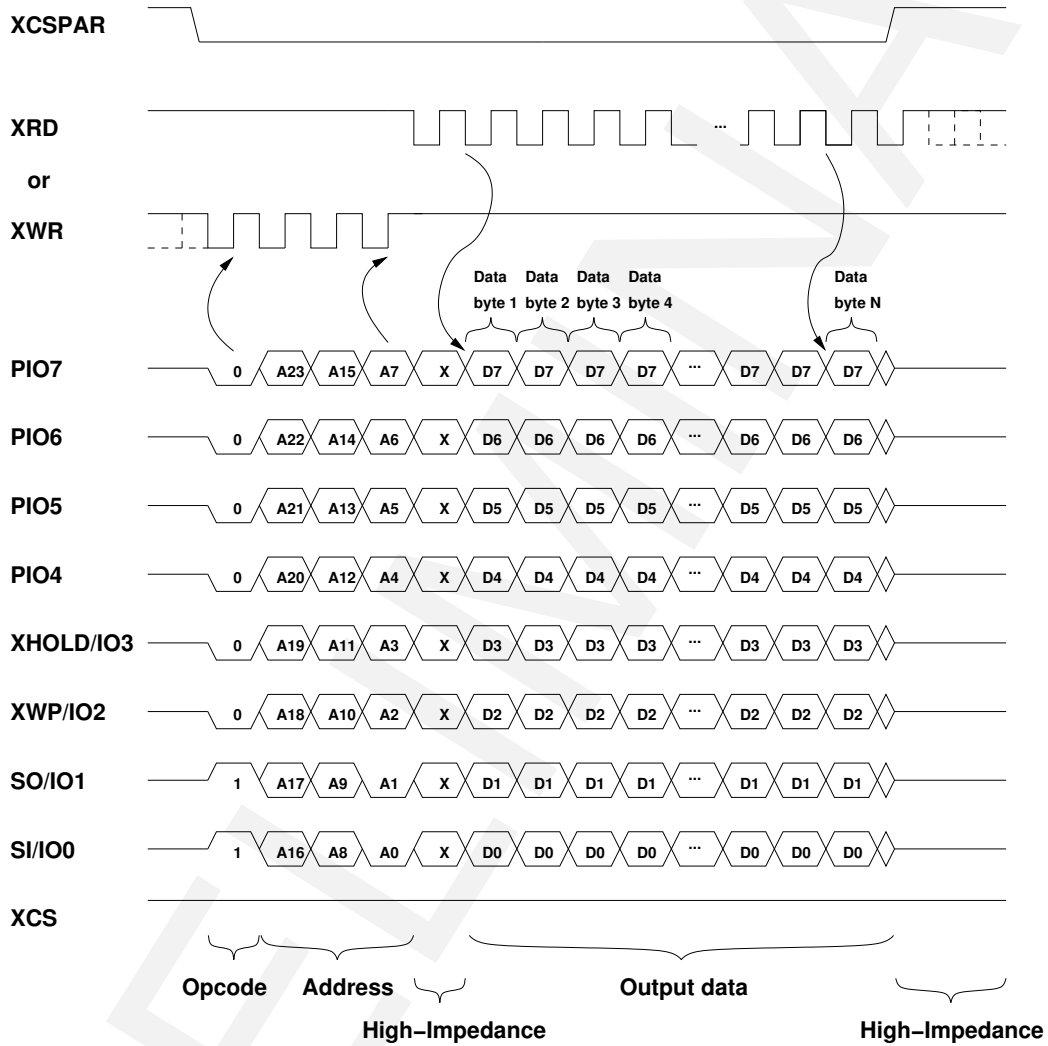 XCSPAR
XRD
...
or
XWR
Data Data Data Data Data
byte 1 byte 2 byte 3 byte 4 byte N
PIO7 0 A23 A15 A7 X D7 D7 D7 D7 ... D7 D7 D7
PIO6 0 A22 A14 A6 X D6 D6 D6 D6 ... D6 D6 D6
PIO5 0 A21 A13 A5 X D5 D5 D5 D5 ... D5 D5 D5
PIO4 0 A20 A12 A4 X D4 D4 D4 D4 ... D4 D4 D4
XHOLD/IO3 0 A19 A11 A3 X D3 D3 D3 D3 ... D3 D3 D3
XWP/IO2 0 A18 A10 A2 X D2 D2 D2 D2 ... D2 D2 D2
SO/IO1 1 A17 A9 A1 X D1 D1 D1 D1 ... D1 D1 D1
SI/IO0 1 A16 A8 A0 X D0 D0 D0 D0 ... D0 D0 D0
XCS
Opcode Address Output data
High−Impedance High−Impedance